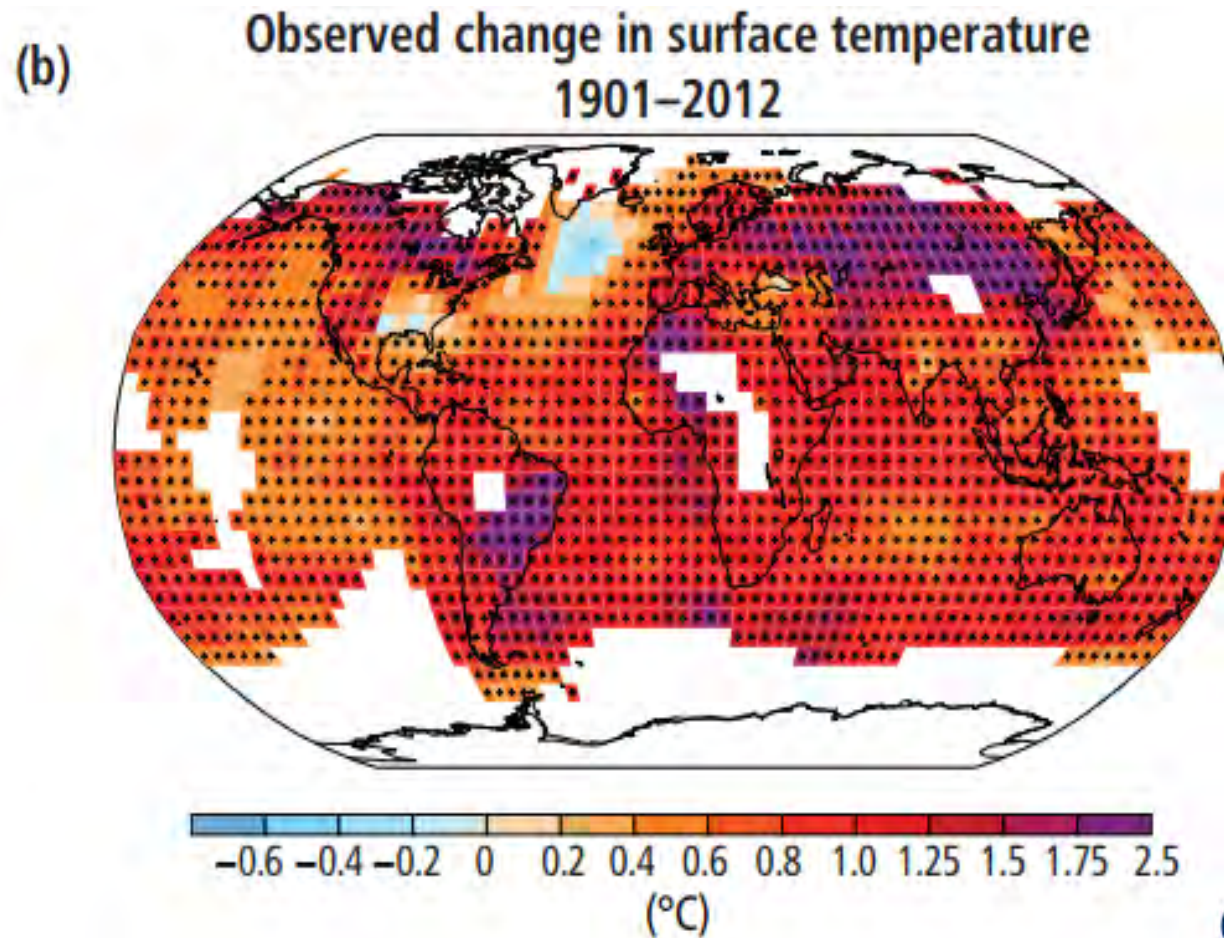 (b)
Observed change in surface temperature
1901–2012
−0.6 −0.4 −0.2 0 0.2 0.4 0.6 0.8 1.0 1.25 1.5 1.75 2.5
(°C)